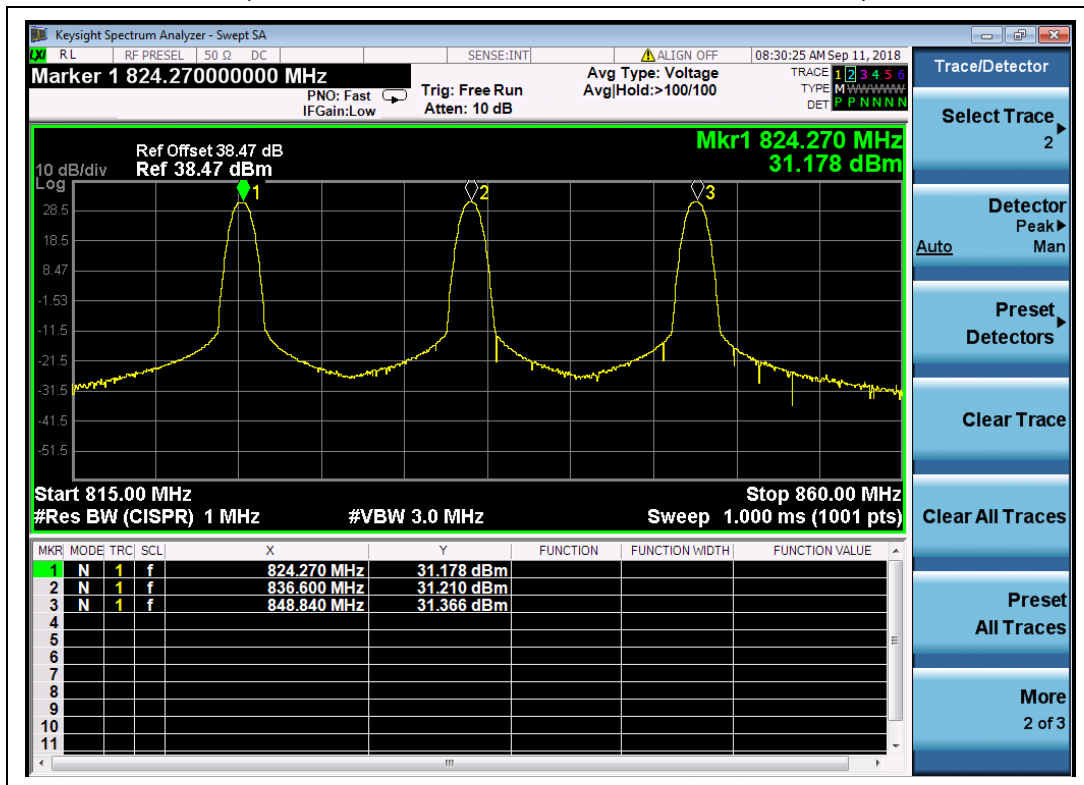 Keysight Spectrum Analyzer - Swept SA
LXI RL RF PRESEL 50 Ω DC SENSE:INT ALIGN OFF 08:30:25 AM Sep 11, 2018
Marker 1 824.270000000 MHz
PNO: Fast
IFGain:Low
Trig: Free Run
Atten: 10 dB
Avg Type: Voltage
Avg|Hold:>100/100
TRACE 1 2 3 4 5 6
TYPE M WWWWW
DET P P N N N N
Mkr1 824.270 MHz
31.178 dBm
Ref Offset 38.47 dB
10 dB/div Ref 38.47 dBm
Log
1 2 3
28.5
18.5
8.47
-1.53
-11.5
-21.5
-31.5
-41.5
-51.5
Start 815.00 MHz Stop 860.00 MHz
#Res BW (CISPR) 1 MHz #VBW 3.0 MHz Sweep 1.000 ms (1001 pts)
MKR MODE TRC SCL X Y FUNCTION FUNCTION WIDTH FUNCTION VALUE
1 N 1 f 824.270 MHz 31.178 dBm
2 N 1 f 836.600 MHz 31.210 dBm
3 N 1 f 848.840 MHz 31.366 dBm
4
5
6
7
8
9
10
11
Trace/Detector
Select Trace
2
Detector
Peak
Auto Man
Preset
Detectors
Clear Trace
Clear All Traces
Preset
All Traces
More
2 of 3